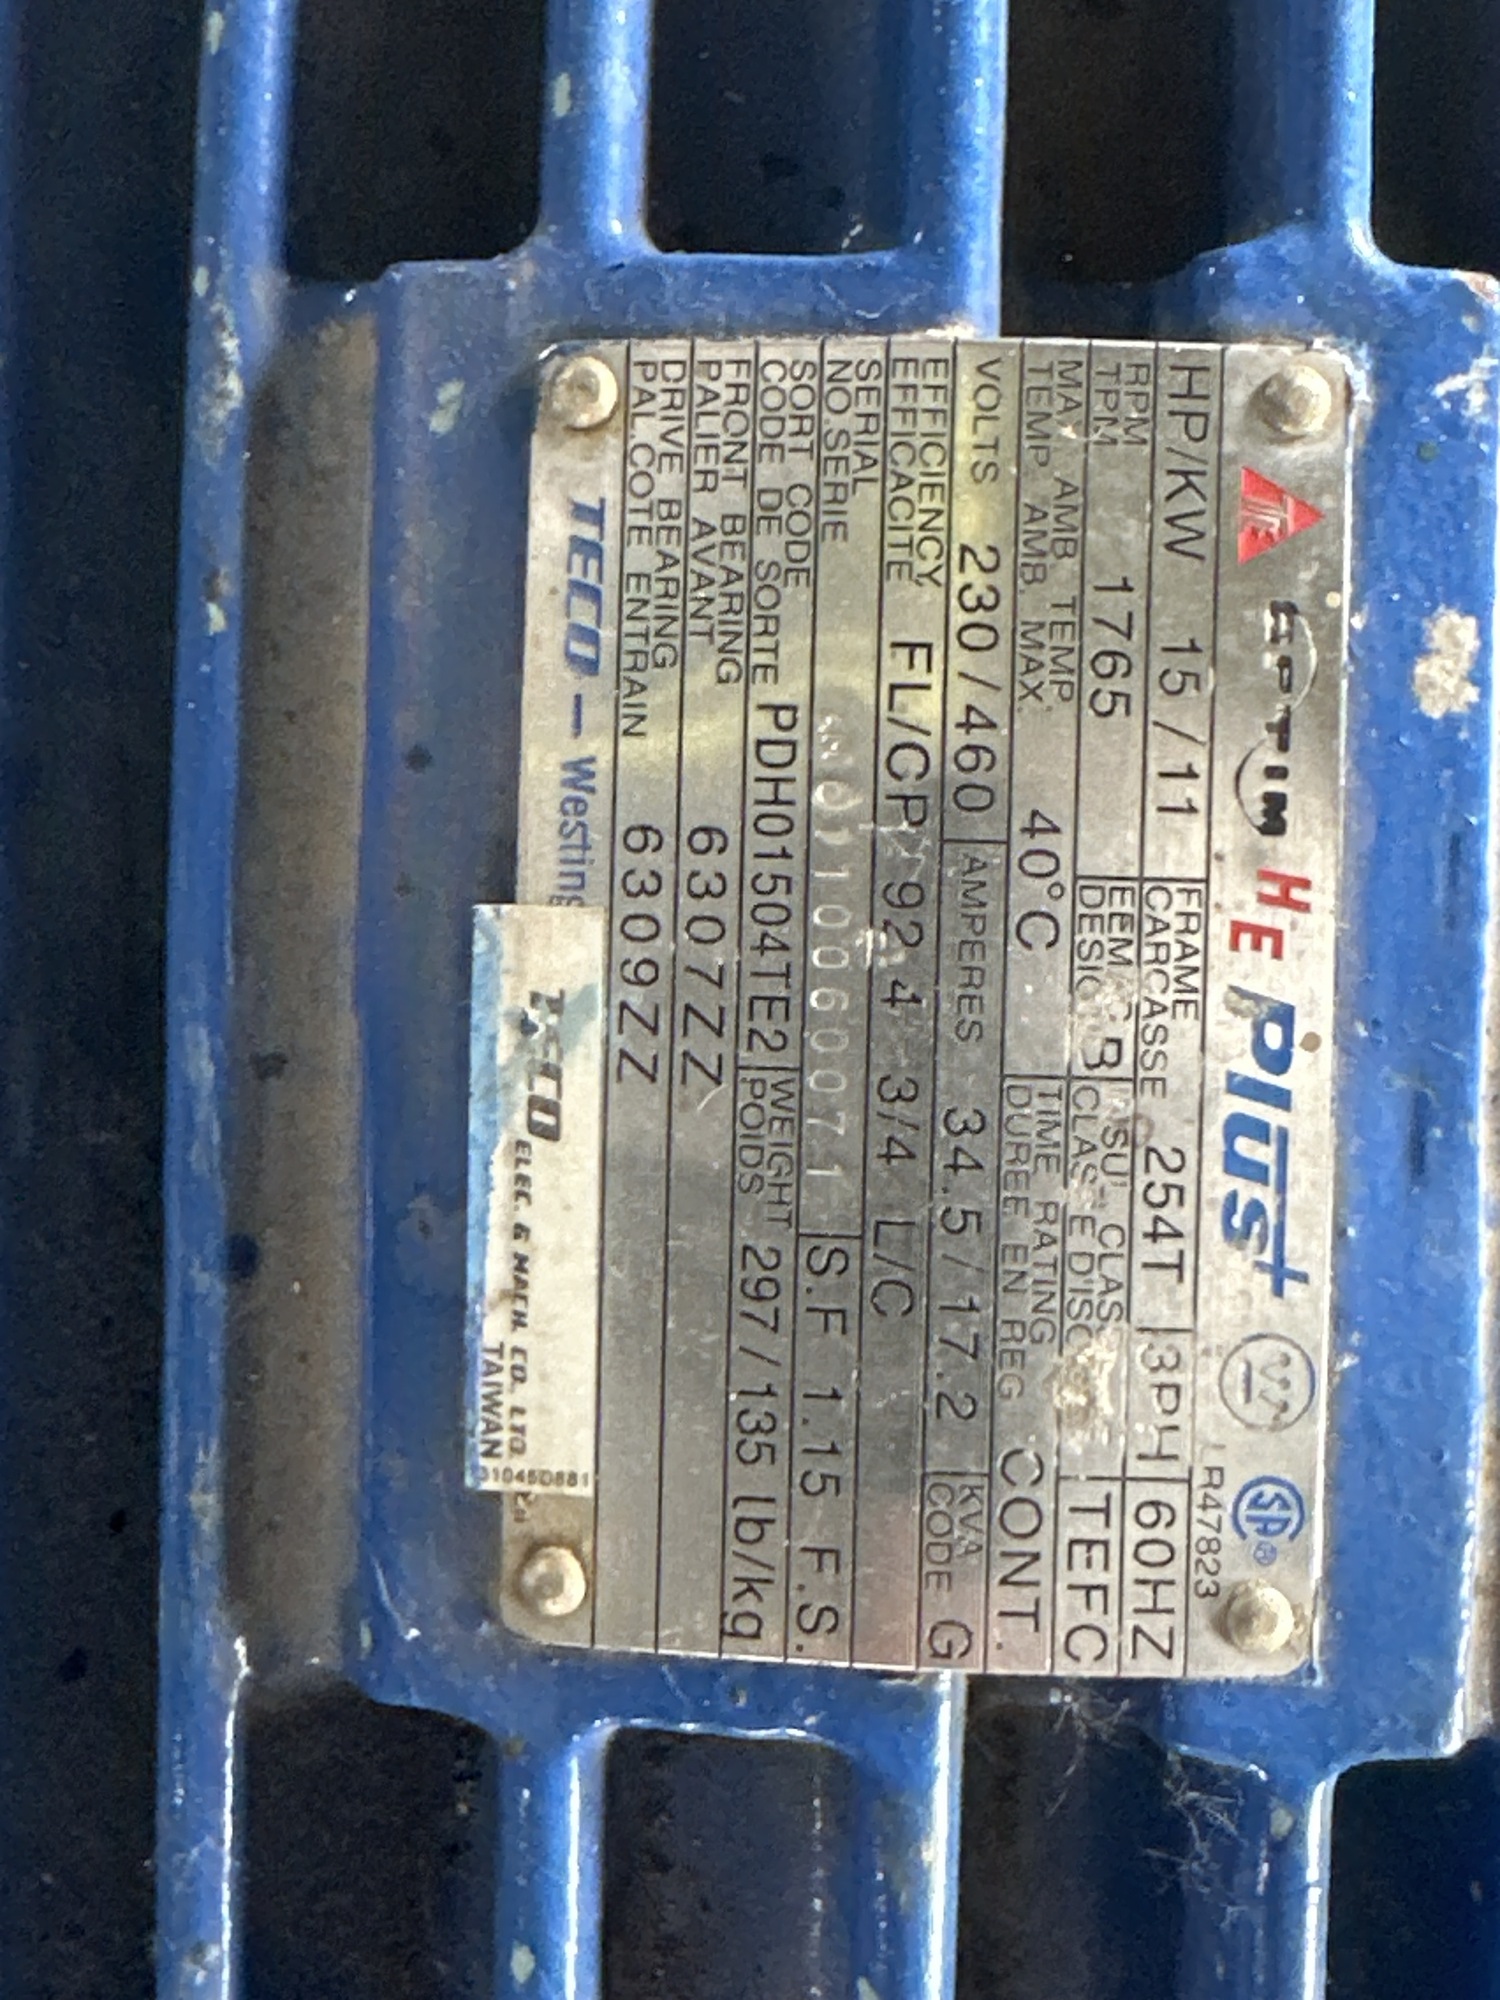 OPTIM HE Plus+
LR47823
HP/KW 15/11 FRAME CARCASSE 254T 3PH 60HZ
RPM TPM 1765 DESIG B TEFC
MAX. AMB. TEMP. TEMP. AMB. MAX. 40°C TIME RATING DUREE EN REG CONT.
VOLTS 230/460 AMPERES 34.5/17.2 KVA CODE G
EFFICIENCY EFFICACITE FL/CP 92.4 3/4 L/C
SERIAL NO.SERIE S.F 1.15 F.S.
SORT CODE CODE DE SORTE PDH01504TE2 WEIGHT POIDS 297/135 lb/kg
FRONT BEARING PALIER AVANT 6307ZZ
DRIVE BEARING PAL.COTE ENTRAIN 6309ZZ
TECO — Westing
TECO ELEC. & MACH. CO., LTD.
TAIWAN